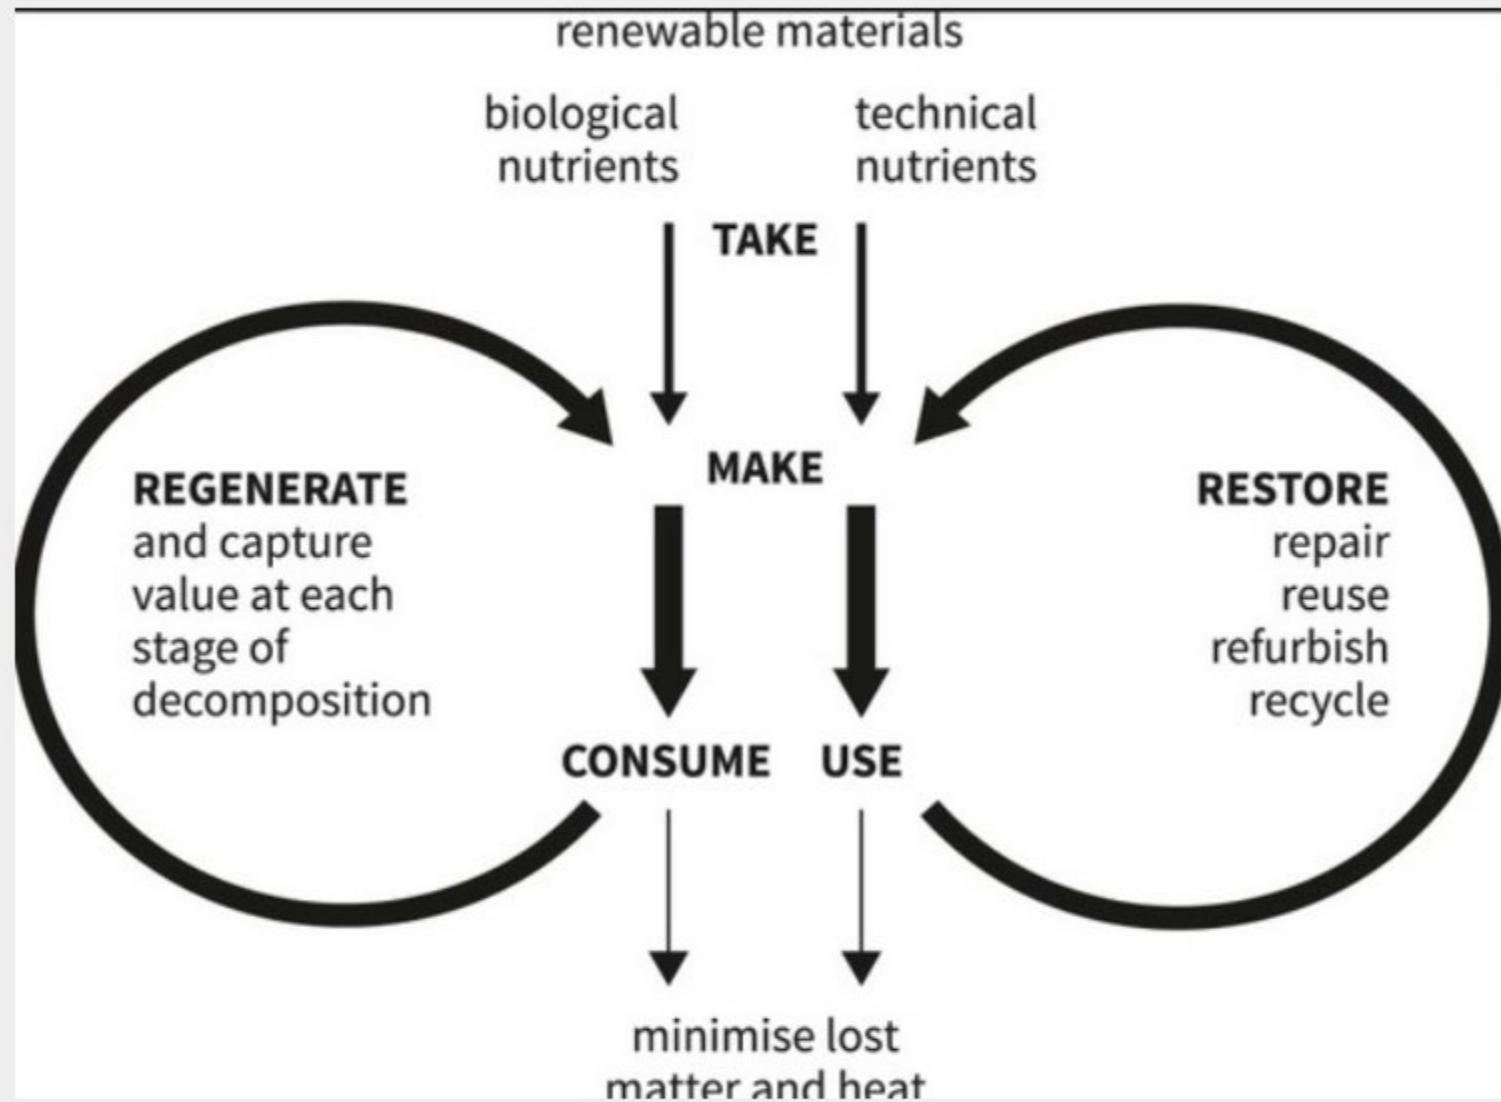 renewable materials
biological
nutrients
technical
nutrients
TAKE
MAKE
REGENERATE
and capture
value at each
stage of
decomposition
RESTORE
repair
reuse
refurbish
recycle
CONSUME USE
minimise lost
matter and heat